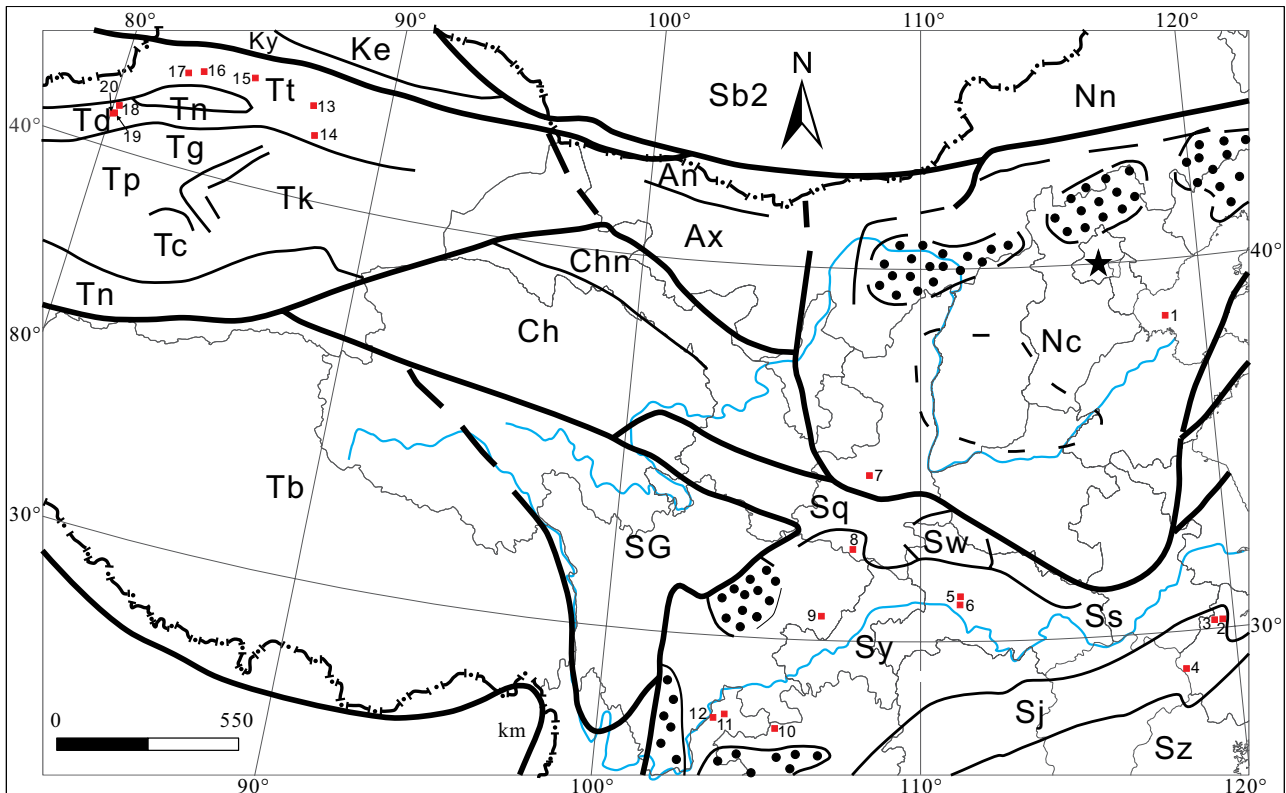 80° 90° 100° 110° 120°
Ky Ke N
17 16 15 Tt Sb2 Nn
20 18 Tn 13
Td 19 14
40° Tg An
Tp Tk Ax
Tc Chn 40°
Tn
80° Ch Nc 1
7
Tb Sq
30° SG 8 Sw
5
9 6 Ss 3 2 30°
Sy 4
0 550 12 11 Sj
km 10 Sz
90° 100° 110° 120°